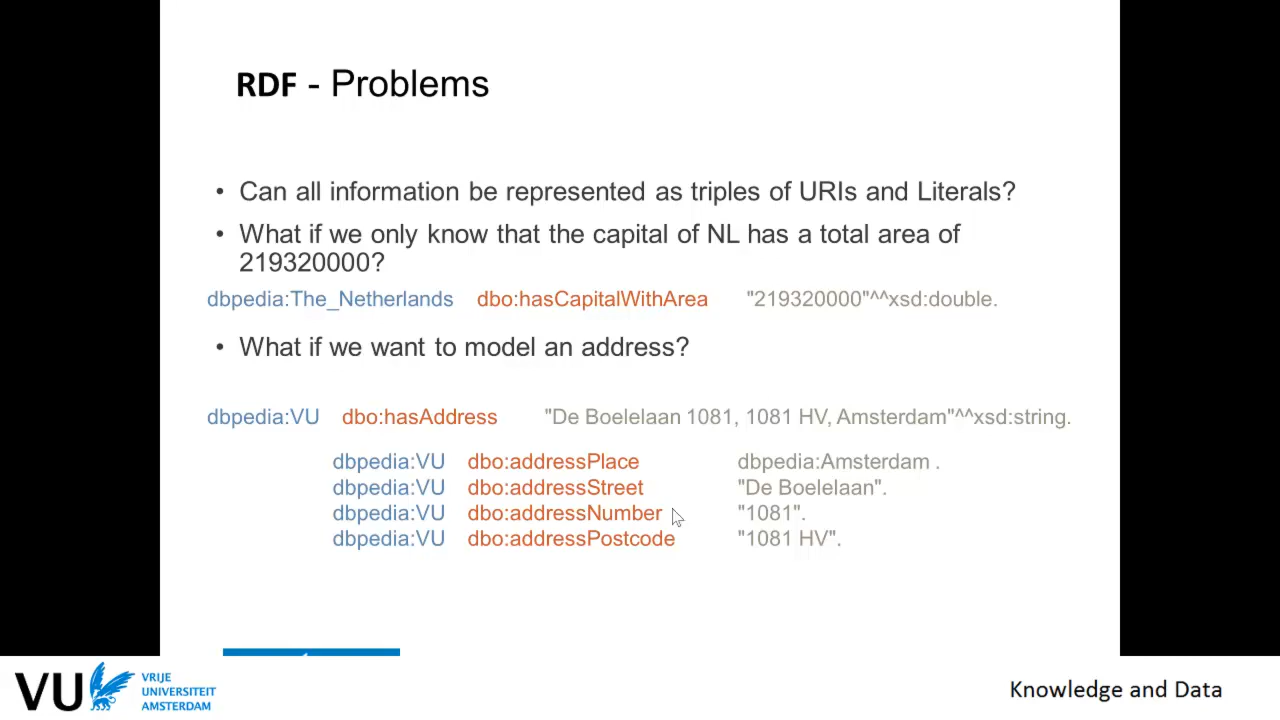 RDF - Problems
• Can all information be represented as triples of URIs and Literals?
• What if we only know that the capital of NL has a total area of
219320000?
dbpedia:The_Netherlands dbo:hasCapitalWithArea "219320000"^^xsd:double.
• What if we want to model an address?
dbpedia:VU dbo:hasAddress "De Boelelaan 1081, 1081 HV, Amsterdam"^^xsd:string.
dbpedia:VU dbo:addressPlace dbpedia:Amsterdam .
dbpedia:VU dbo:addressStreet "De Boelelaan".
dbpedia:VU dbo:addressNumber "1081".
dbpedia:VU dbo:addressPostcode "1081 HV".
VU VRIJE
UNIVERSITEIT
AMSTERDAM
Knowledge and Data